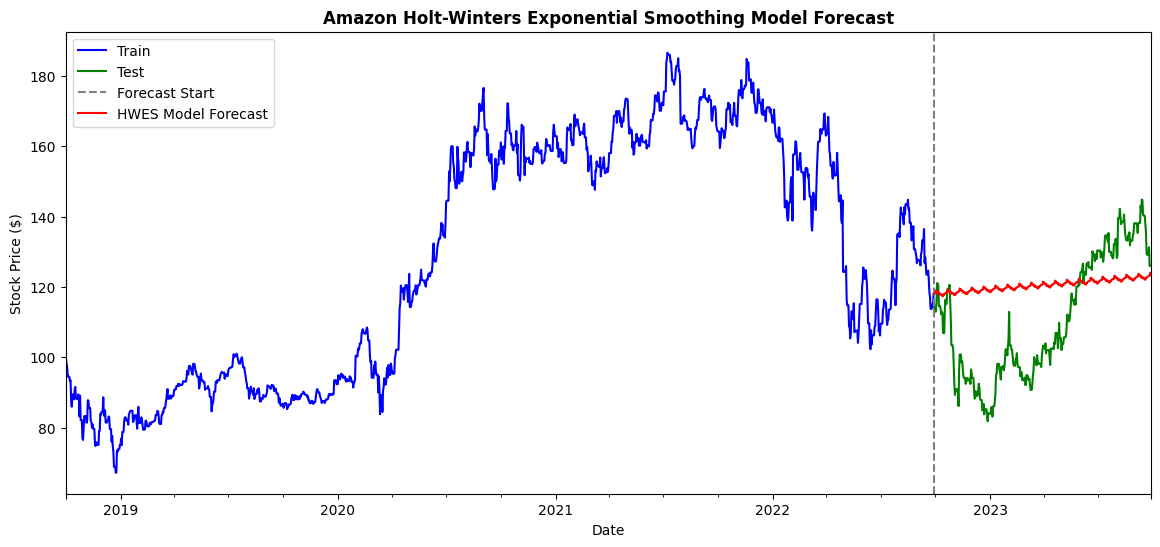 Amazon Holt-Winters Exponential Smoothing Model Forecast
Train
Test
Forecast Start
HWES Model Forecast
Stock Price ($)
180
160
140
120
100
80
2019
2020
2021
2022
2023
Date